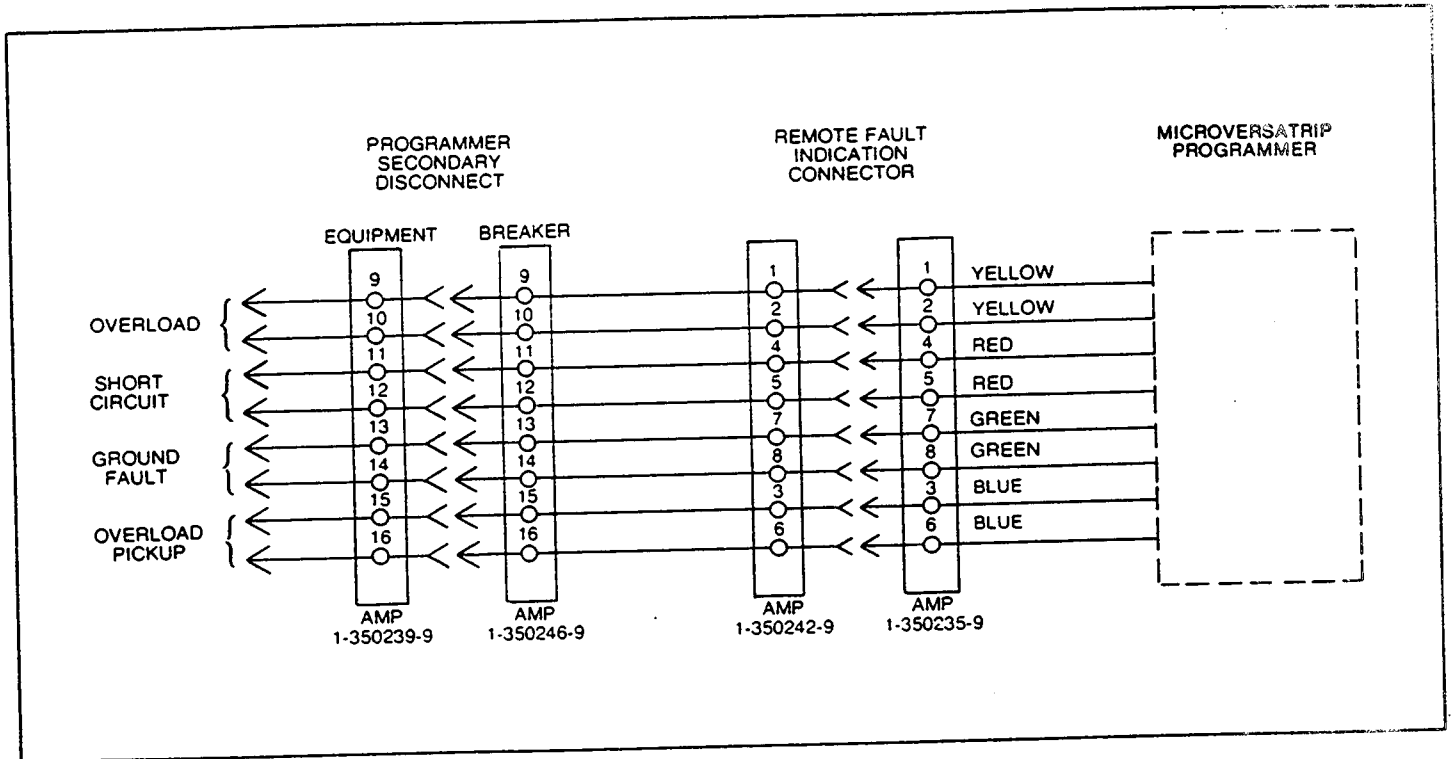 PROGRAMMER
SECONDARY
DISCONNECT
REMOTE FAULT
INDICATION
CONNECTOR
MICROVERSATRIP
PROGRAMMER
EQUIPMENT
BREAKER
OVERLOAD
SHORT
CIRCUIT
GROUND
FAULT
OVERLOAD
PICKUP
9
10
11
12
13
14
15
16
AMP
1-350239-9
9
10
11
12
13
14
15
16
AMP
1-350246-9
1
2
4
5
7
8
3
6
AMP
1-350242-9
1
2
4
5
7
8
3
6
AMP
1-350235-9
YELLOW
YELLOW
RED
RED
GREEN
GREEN
BLUE
BLUE